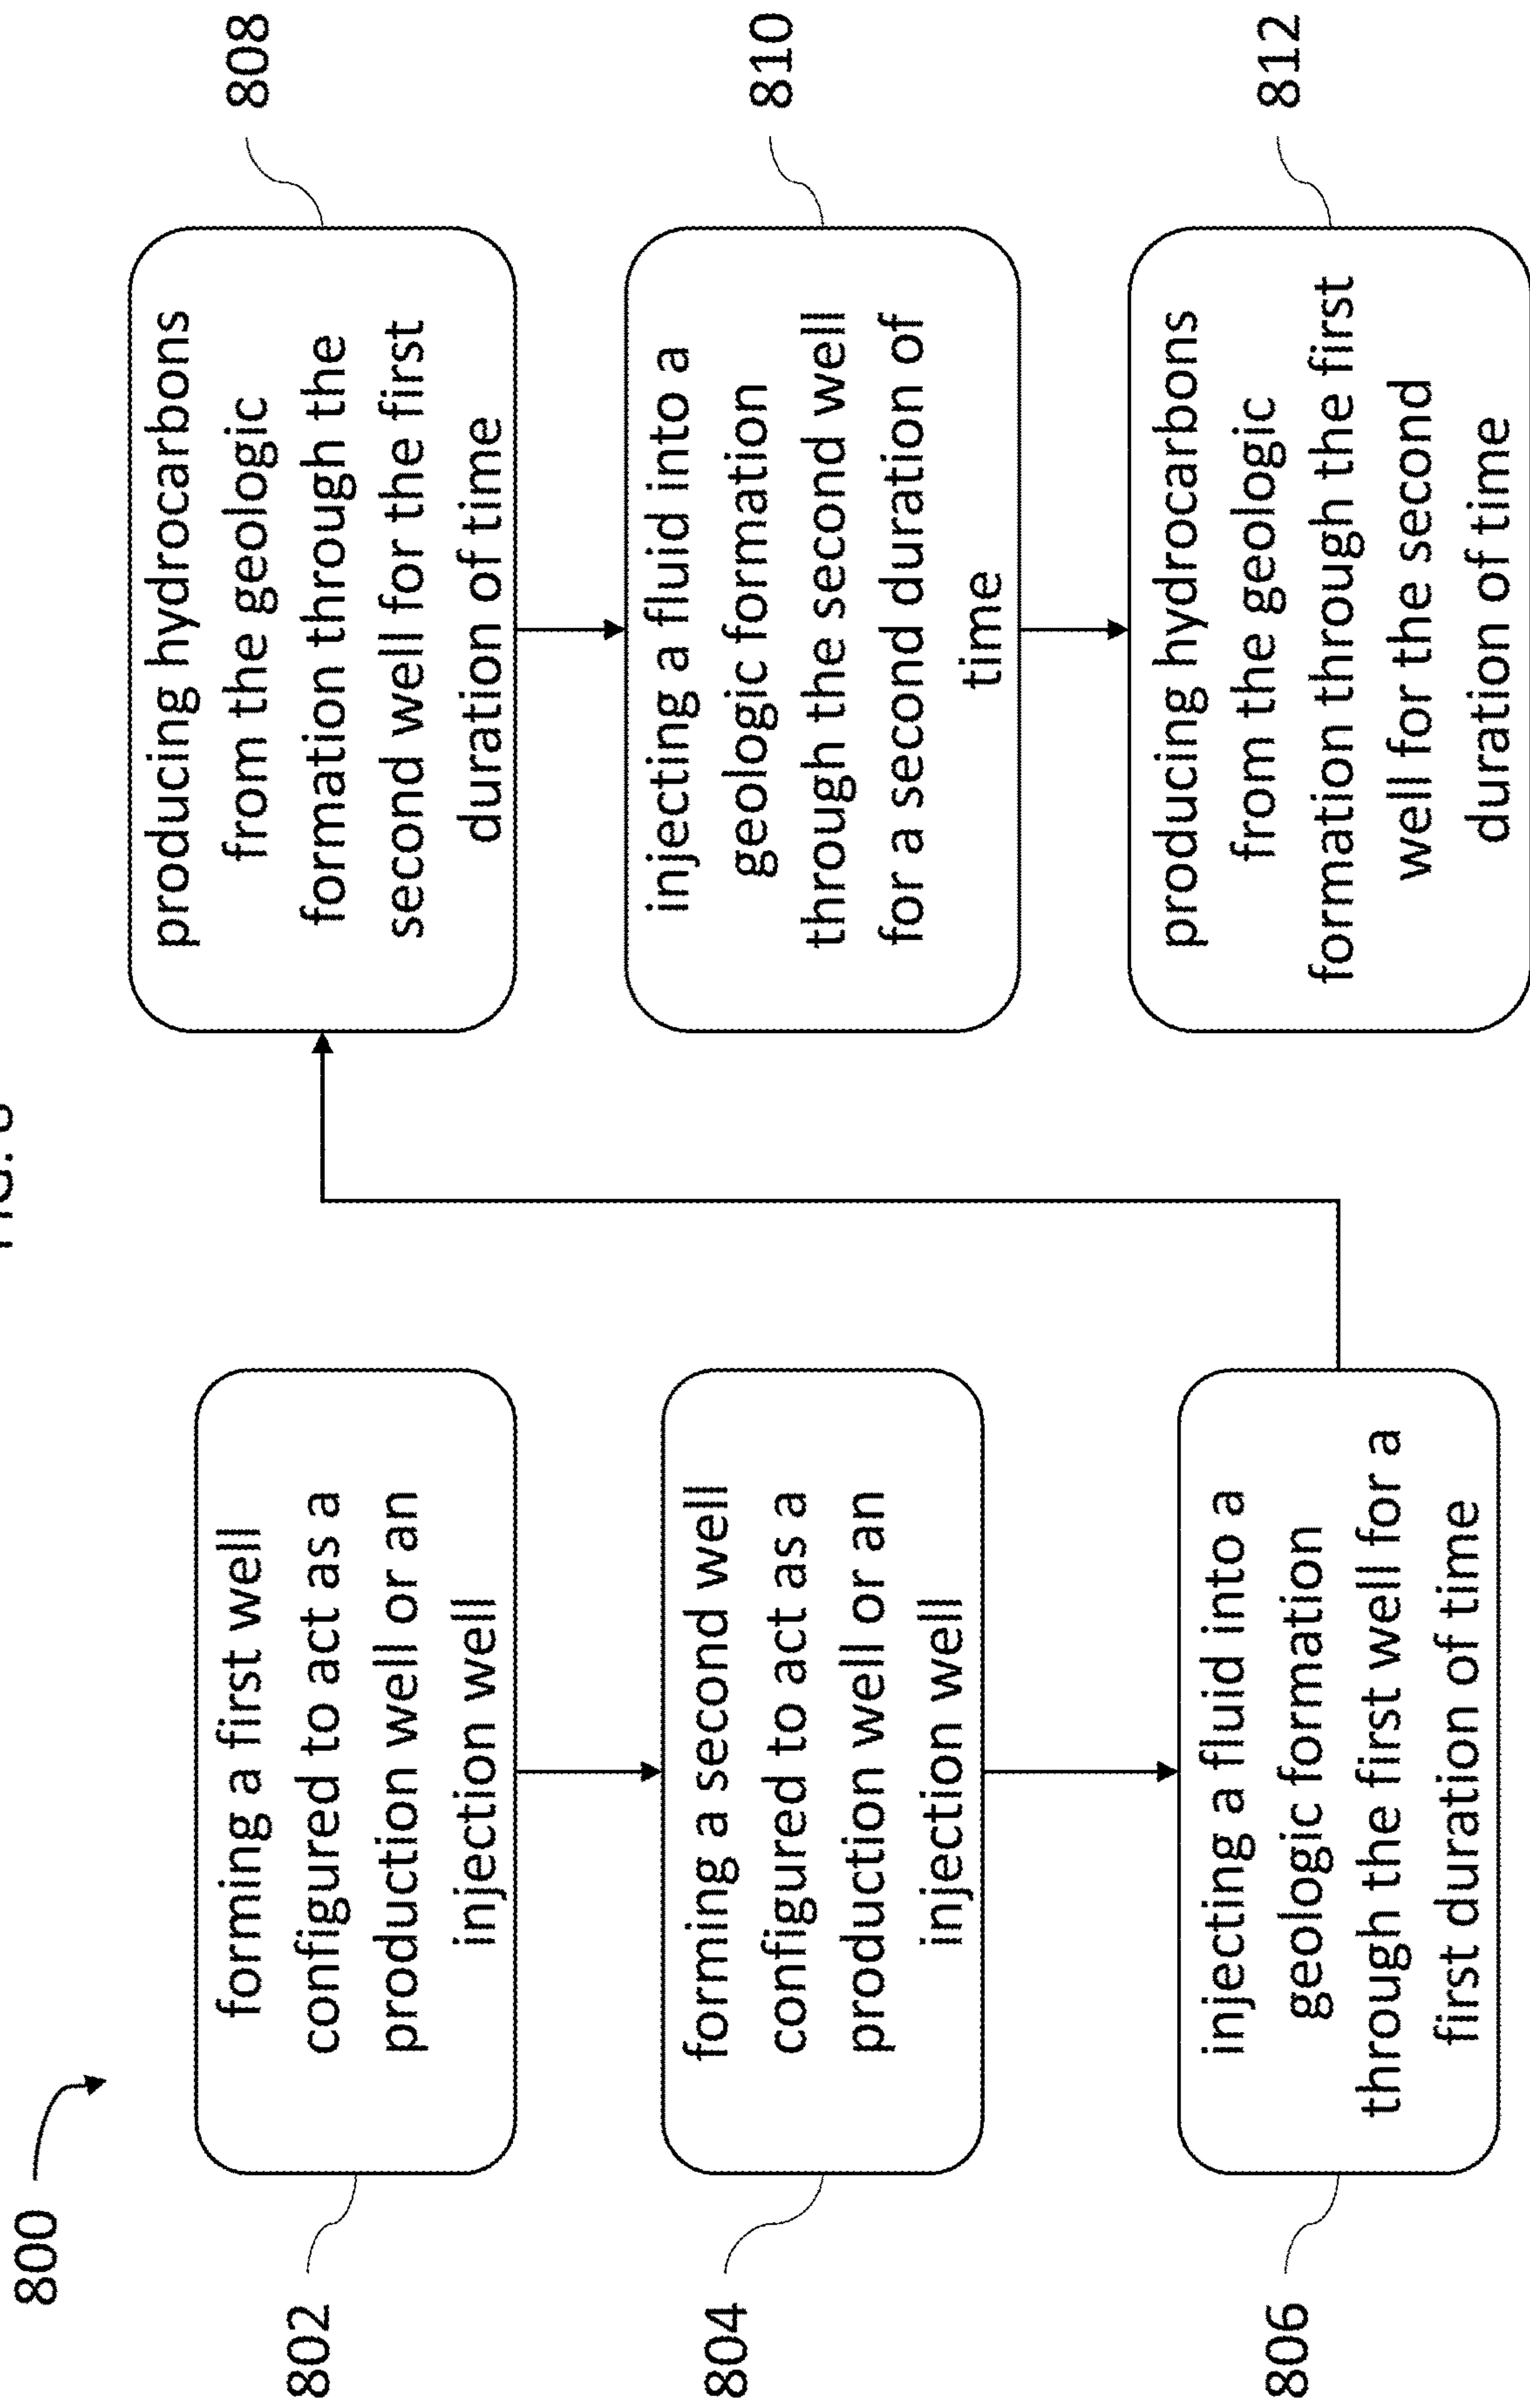 800
802
forming a first well
configured to act as a
production well or an
injection well
804
forming a second well
configured to act as a
production well or an
injection well
806
injecting a fluid into a
geologic formation
through the first well for a
first duration of time
808
producing hydrocarbons
from the geologic
formation through the
second well for the first
duration of time
810
injecting a fluid into a
geologic formation
through the second well
for a second duration of
time
812
producing hydrocarbons
from the geologic
formation through the first
well for the second
duration of time